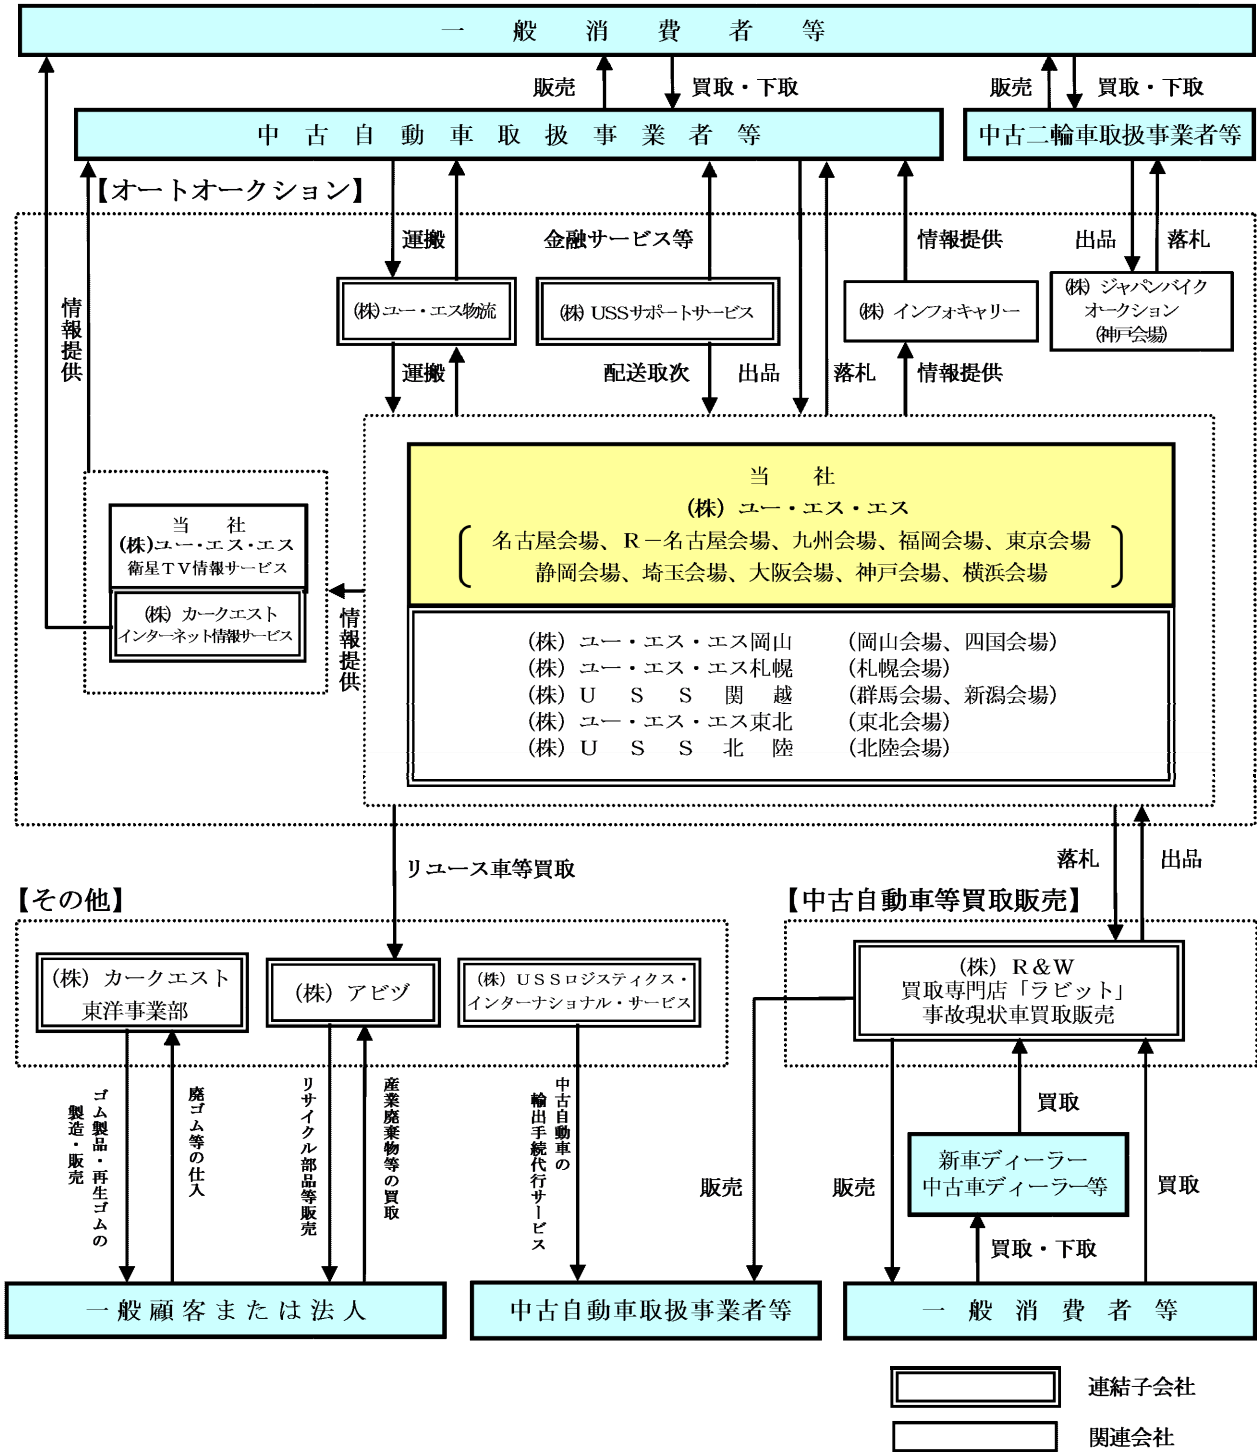 一般消費者等
販売
買取・下取
販売
買取・下取
中古自動車取扱事業者等
中古二輪車取扱事業者等
【オートオークション】
運搬
金融サービス等
情報提供
出品
落札
情報提供
(株)ユー・エス物流
(株) USSサポートサービス
(株) インフォキャリー
(株) ジャパンバイク
オークション
(神戸会場)
運搬
配送取次
出品
落札
情報提供
当社
(株) ユー・エス・エス
名古屋会場、R－名古屋会場、九州会場、福岡会場、東京会場
静岡会場、埼玉会場、大阪会場、神戸会場、横浜会場
当社
(株)ユー・エス・エス
衛星TV情報サービス
(株) カークエスト
インターネット情報サービス
情報提供
(株) ユー・エス・エス岡山 (岡山会場、四国会場)
(株) ユー・エス・エス札幌 (札幌会場)
(株) USS関越 (群馬会場、新潟会場)
(株) ユー・エス・エス東北 (東北会場)
(株) USS北陸 (北陸会場)
リユース車等買取
落札
出品
【その他】
【中古自動車等買取販売】
(株) カークエスト
東洋事業部
(株) アビヅ
(株) USSロジスティクス・
インターナショナル・サービス
(株) R＆W
買取専門店「ラビット」
事故現状車買取販売
ゴム製品・再生ゴムの
製造・販売
廃ゴム等の仕入
リサイクル部品等販売
産業廃棄物等の買取
中古自動車の
輸出手続代行サービス
販売
販売
買取
新車ディーラー
中古車ディーラー等
買取
買取・下取
一般顧客または法人
中古自動車取扱事業者等
一般消費者等
連結子会社
関連会社